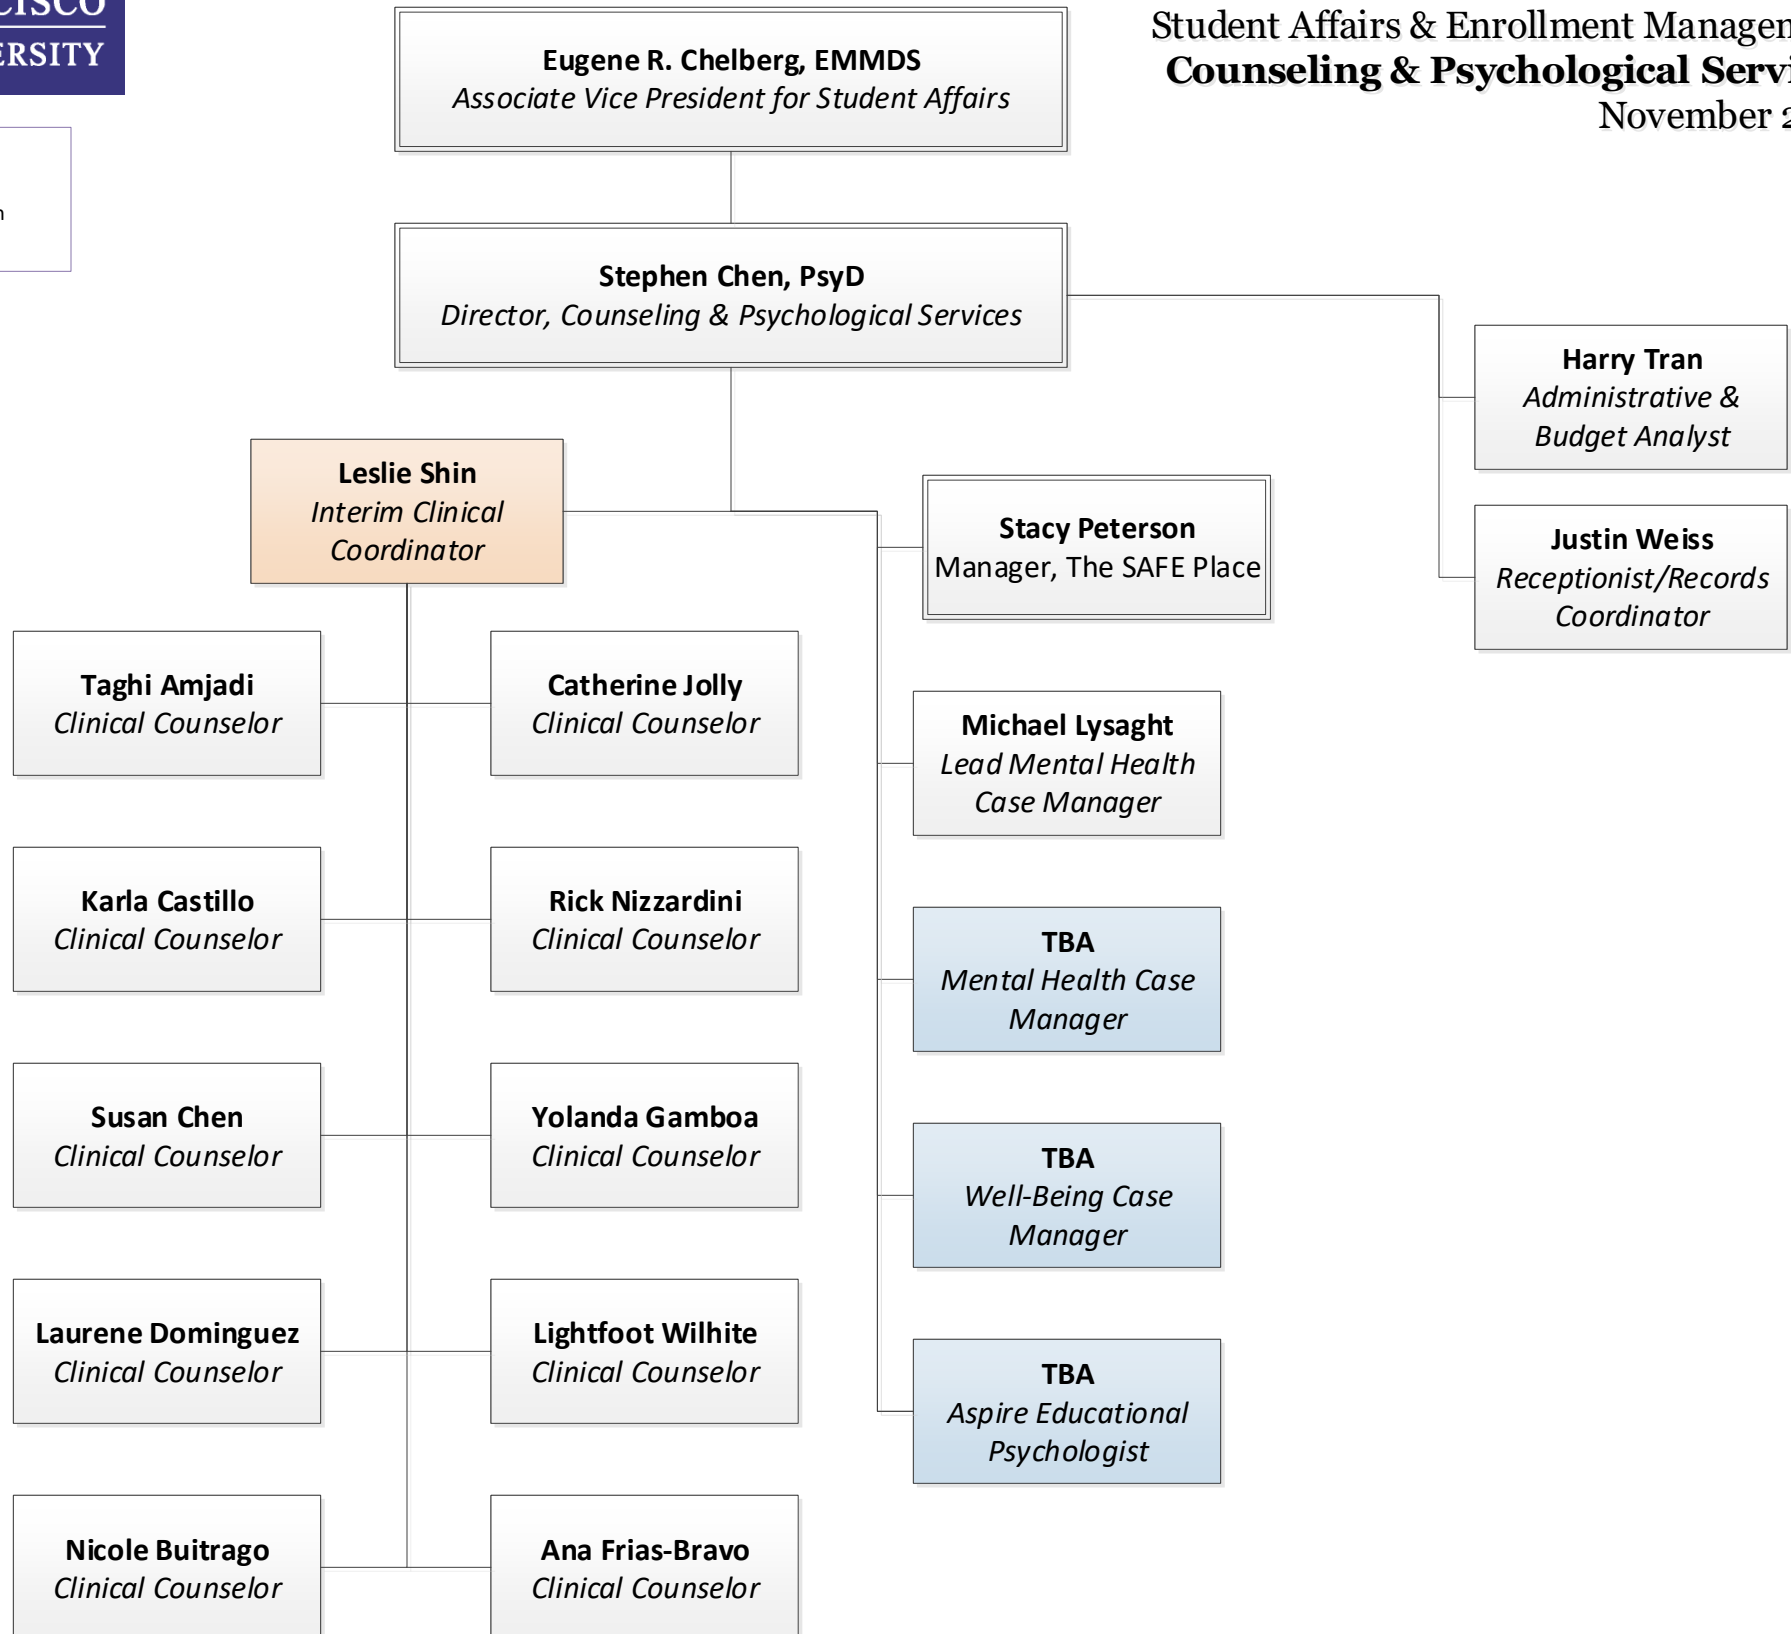 UNIVERSITY
Eugene R. Chelberg, EMMDS
Associate Vice President for Student Affairs
Student Affairs & Enrollment
Counseling & Psychological
November
Stephen Chen, PsyD
Director, Counseling & Psychological Services
Harry Tran
Administrative &
Budget Analyst
Justin Weiss
Receptionist/Records
Coordinator
Leslie Shin
Interim Clinical
Coordinator
Stacy Peterson
Manager, The SAFE Place
Taghi Amjadi
Clinical Counselor
Catherine Jolly
Clinical Counselor
Michael Lysaght
Lead Mental Health
Case Manager
Karla Castillo
Clinical Counselor
Rick Nizzardini
Clinical Counselor
TBA
Mental Health Case
Manager
Susan Chen
Clinical Counselor
Yolanda Gamboa
Clinical Counselor
TBA
Well-Being Case
Manager
Laurene Dominguez
Clinical Counselor
Lightfoot Wilhite
Clinical Counselor
TBA
Aspire Educational
Psychologist
Nicole Buitrago
Clinical Counselor
Ana Frias-Bravo
Clinical Counselor